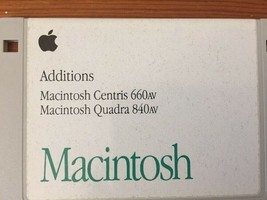 Additions
Macintosh Centris 660AV
Macintosh Quadra 840AV
Macintosh